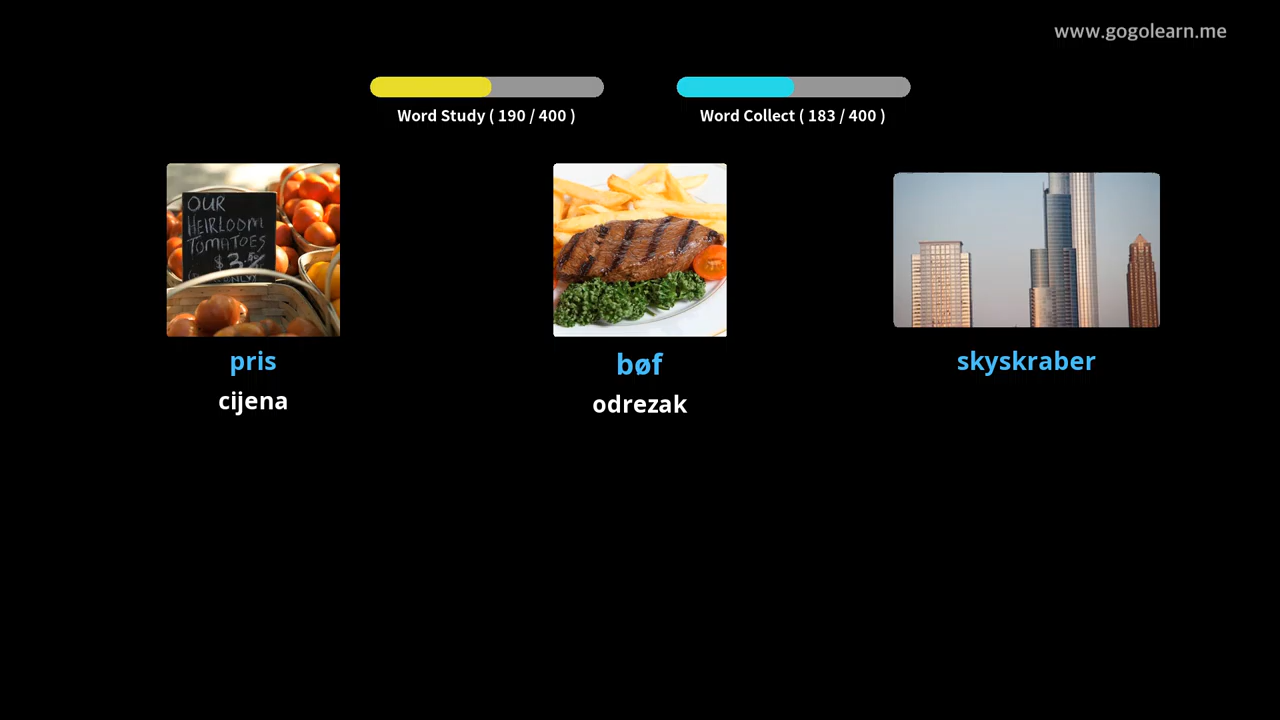 www.gogolearn.me
Word Study ( 190 / 400 )
Word Collect ( 183 / 400 )
OUR
HEIRLOOM
TOMATOES
pris
bøf
skyskraber
cijena
odrezak